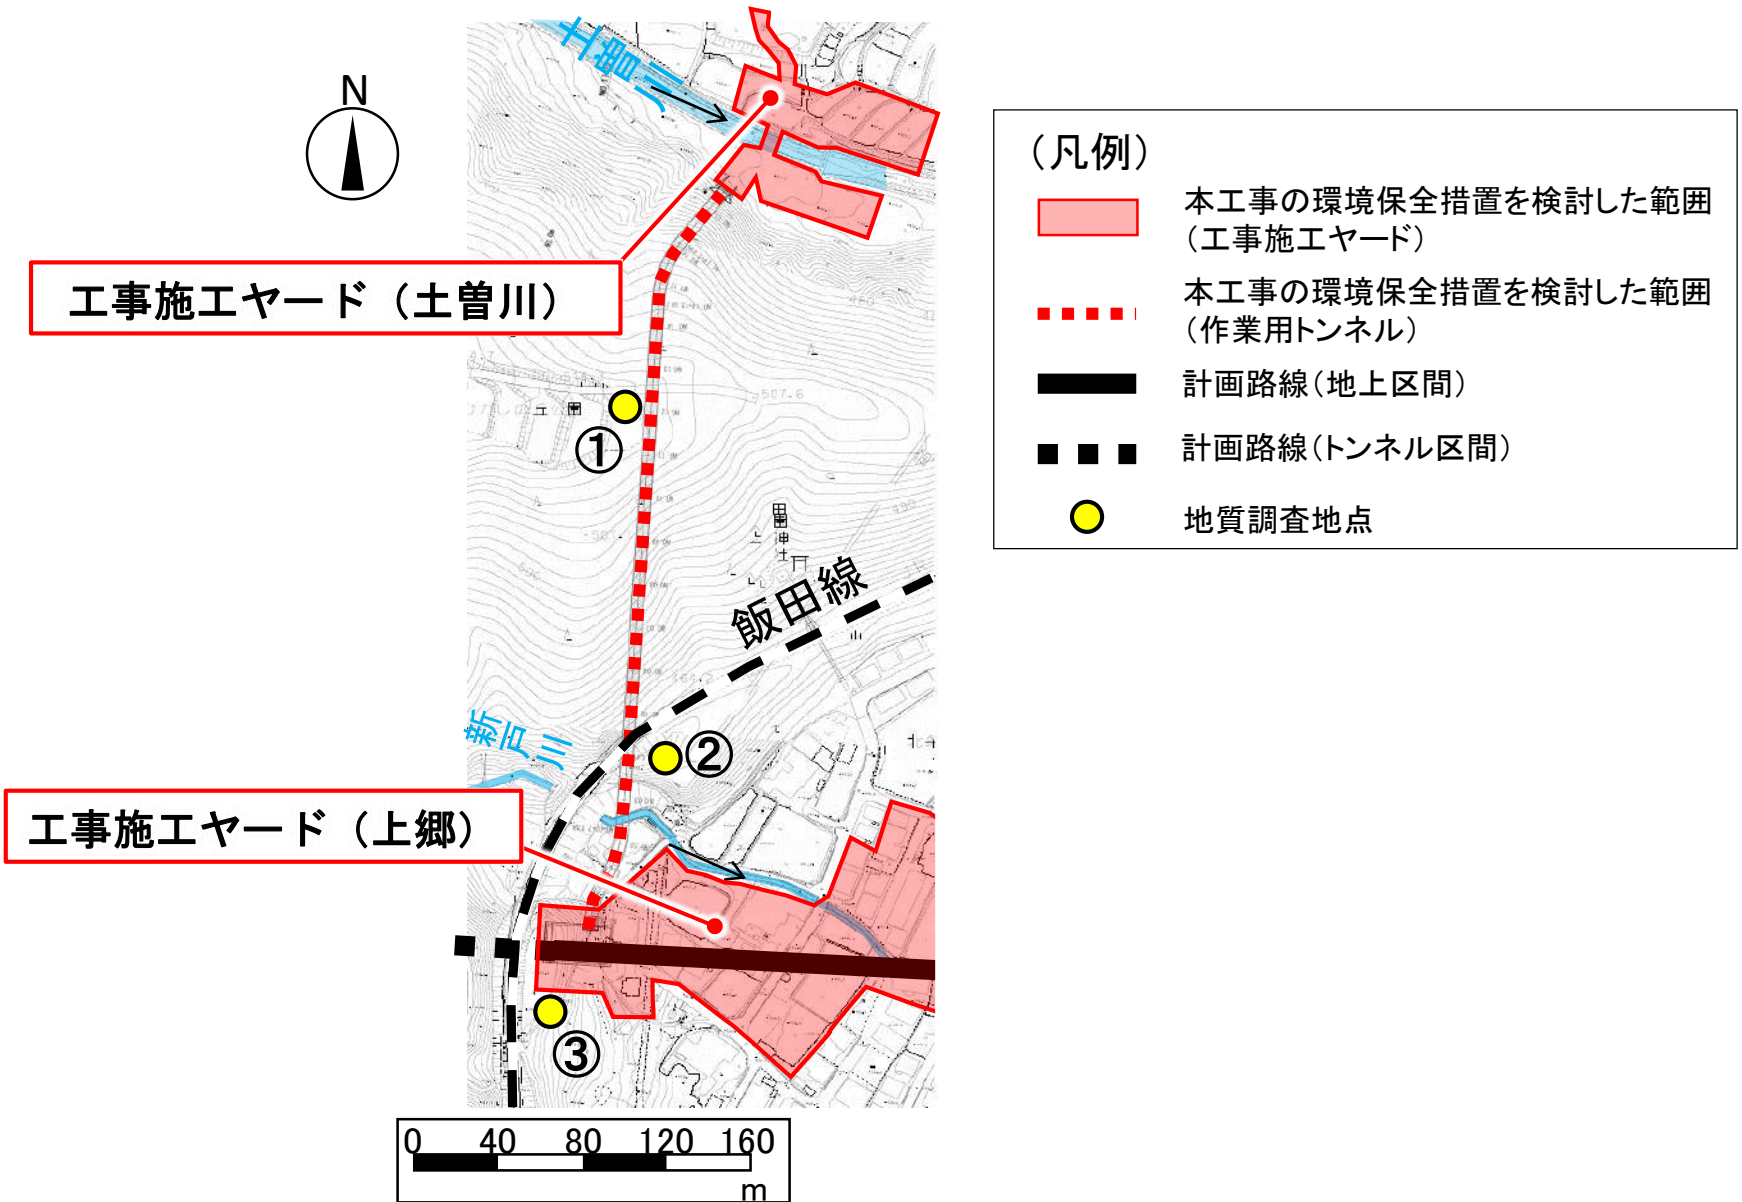 土曽川
N
(凡例)
本工事の環境保全措置を検討した範囲
(工事施工ヤード)
本工事の環境保全措置を検討した範囲
(作業用トンネル)
計画路線(地上区間)
計画路線(トンネル区間)
地質調査地点
工事施工ヤード(土曽川)
507.6
①
飯田線
新戸川
②
工事施工ヤード(上郷)
③
0 40 80 120 160
m